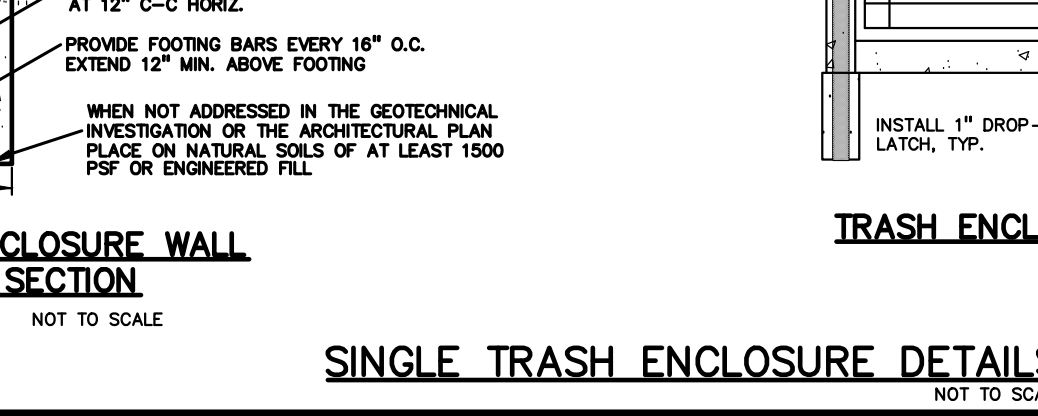 AT 12" C-C HORIZ.
PROVIDE FOOTING BARS EVERY 16" O.C.
EXTEND 12" MIN. ABOVE FOOTING
WHEN NOT ADDRESSED IN THE GEOTECHNICAL
INVESTIGATION OR THE ARCHITECTURAL PLAN
PLACE ON NATURAL SOILS OF AT LEAST 1500
PSF OR ENGINEERED FILL
CLOSURE WALL
SECTION
NOT TO SCALE
INSTALL 1" DROP-
LATCH, TYP.
TRASH ENCL
SINGLE TRASH ENCLOSURE DETAILS
NOT TO SCA